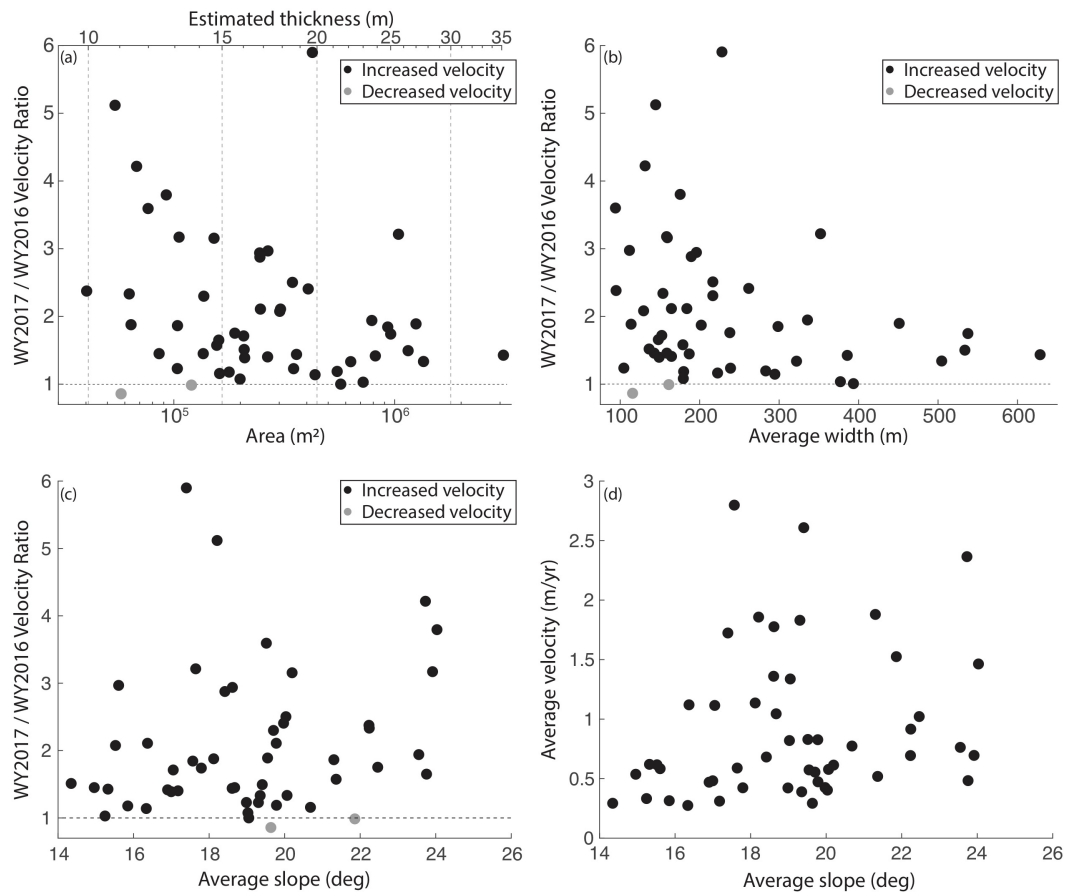 Estimated thickness (m)
10 15 20 25 30 35
(a)
Increased velocity
Decreased velocity
WY2017 / WY2016 Velocity Ratio
6
5
4
3
2
1
10⁵ 10⁶
Area (m²)
(b)
Increased velocity
Decreased velocity
WY2017 / WY2016 Velocity Ratio
6
5
4
3
2
1
100 200 300 400 500 600
Average width (m)
(c)
Increased velocity
Decreased velocity
WY2017 / WY2016 Velocity Ratio
6
5
4
3
2
1
14 16 18 20 22 24 26
Average slope (deg)
(d)
Average velocity (m/yr)
3
2.5
2
1.5
1
0.5
0
14 16 18 20 22 24 26
Average slope (deg)